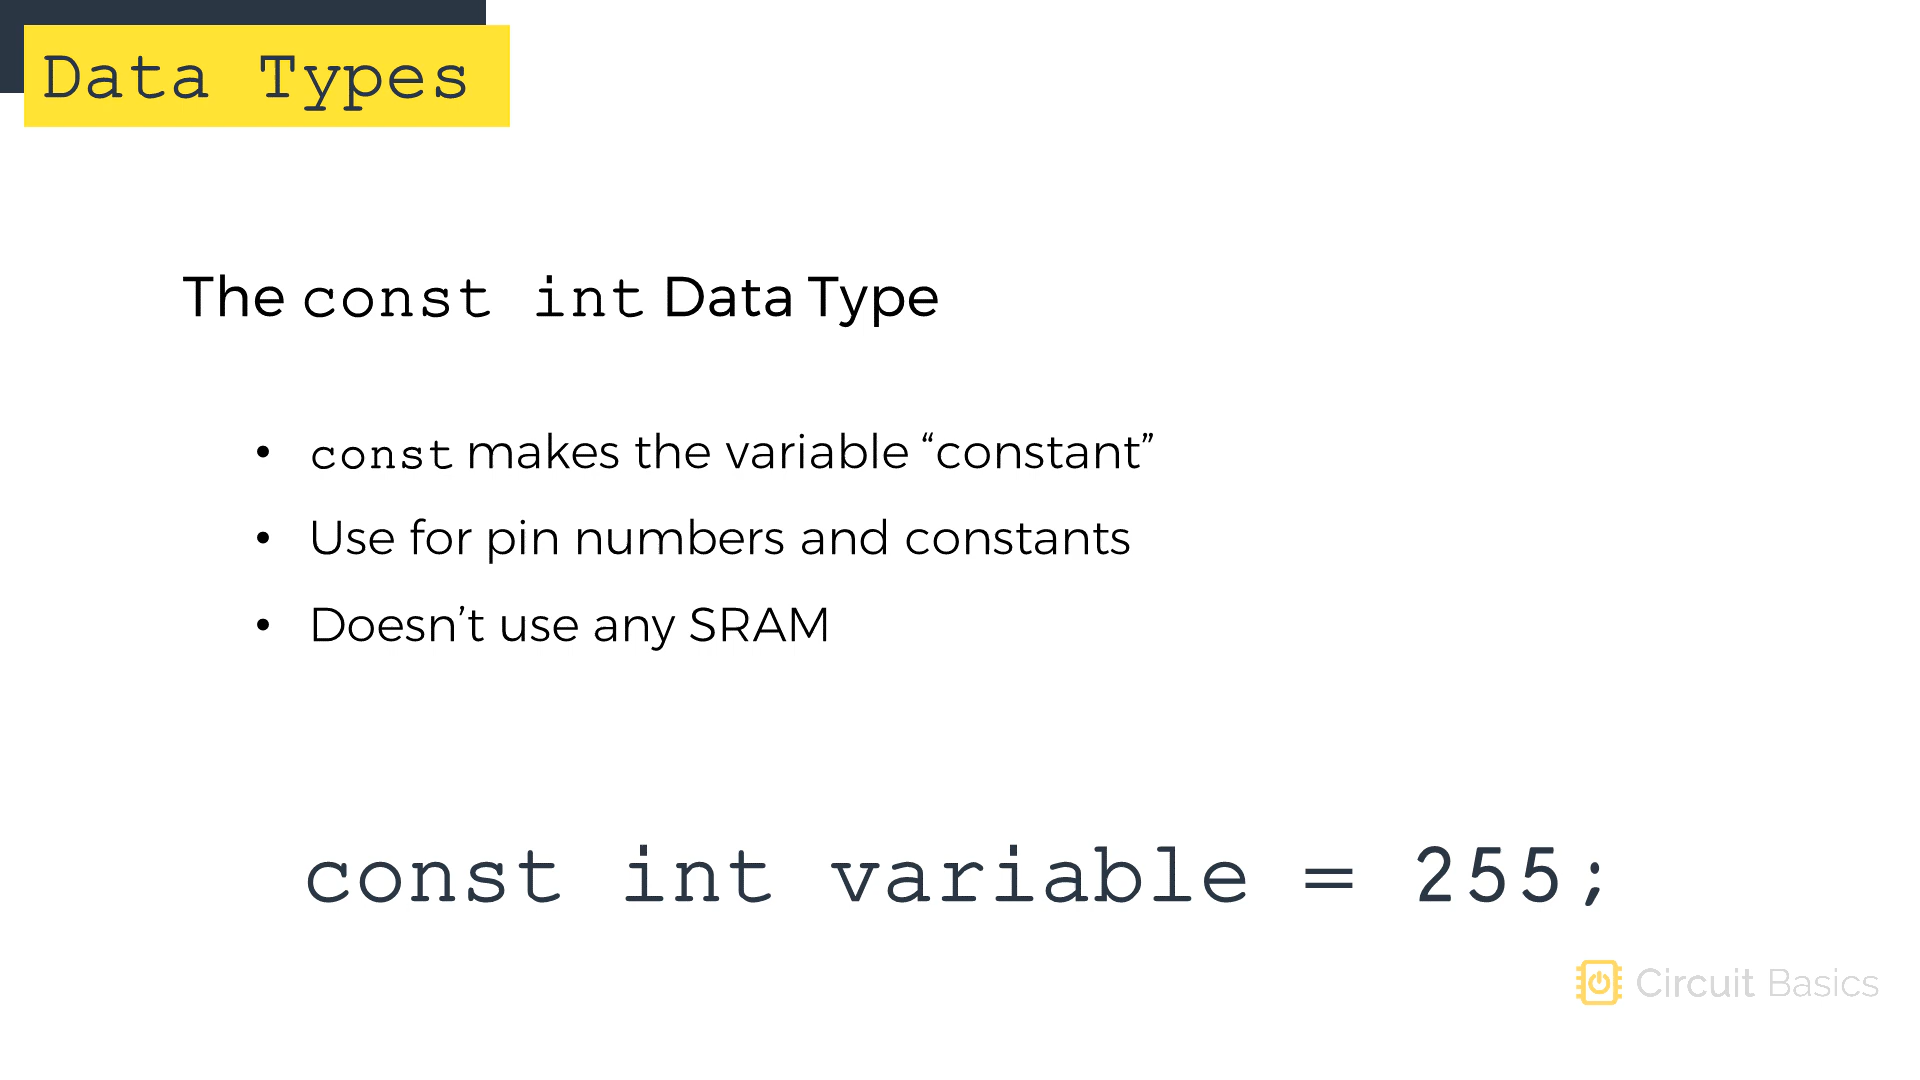 Data Types
The const int Data Type
• const makes the variable “constant”
• Use for pin numbers and constants
• Doesn’t use any SRAM
const int variable = 255;
Circuit Basics